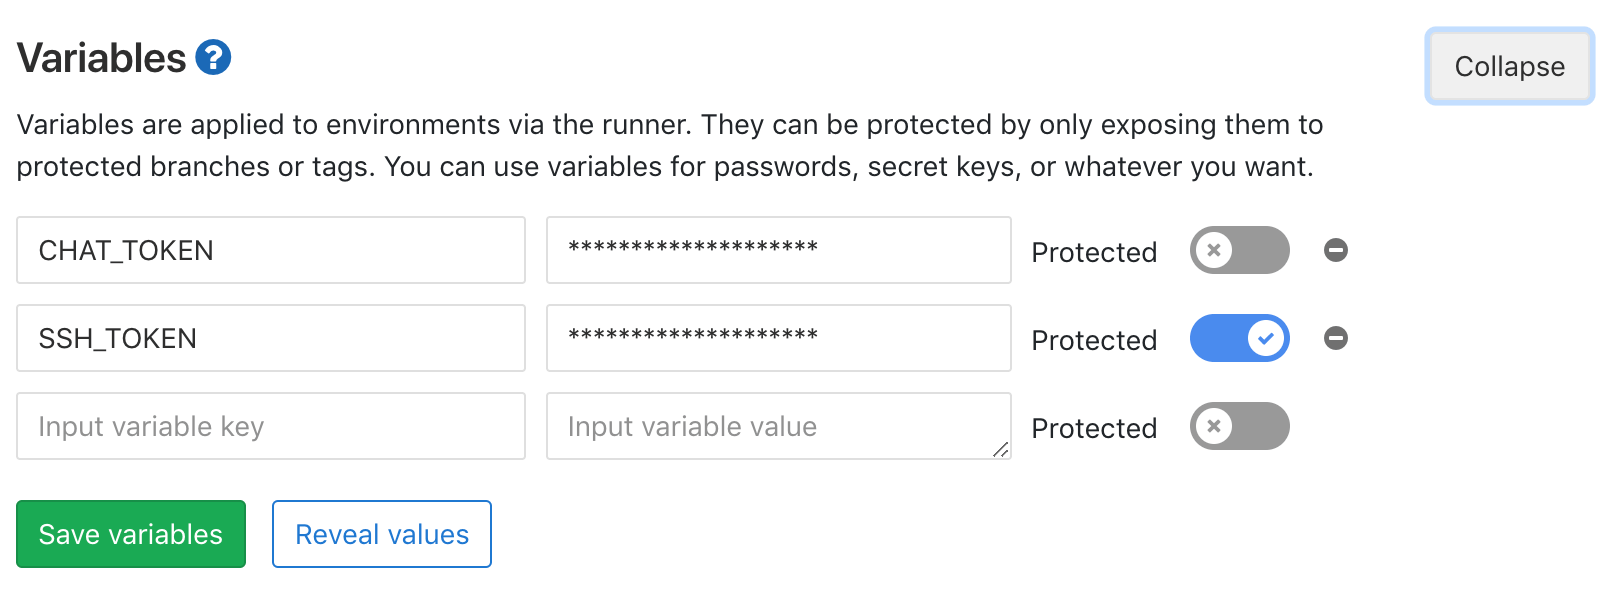 Variables ?
Collapse
Variables are applied to environments via the runner. They can be protected by only exposing them to
protected branches or tags. You can use variables for passwords, secret keys, or whatever you want.
CHAT_TOKEN ******************** Protected
SSH_TOKEN ******************** Protected
Input variable key Input variable value Protected
Save variables Reveal values